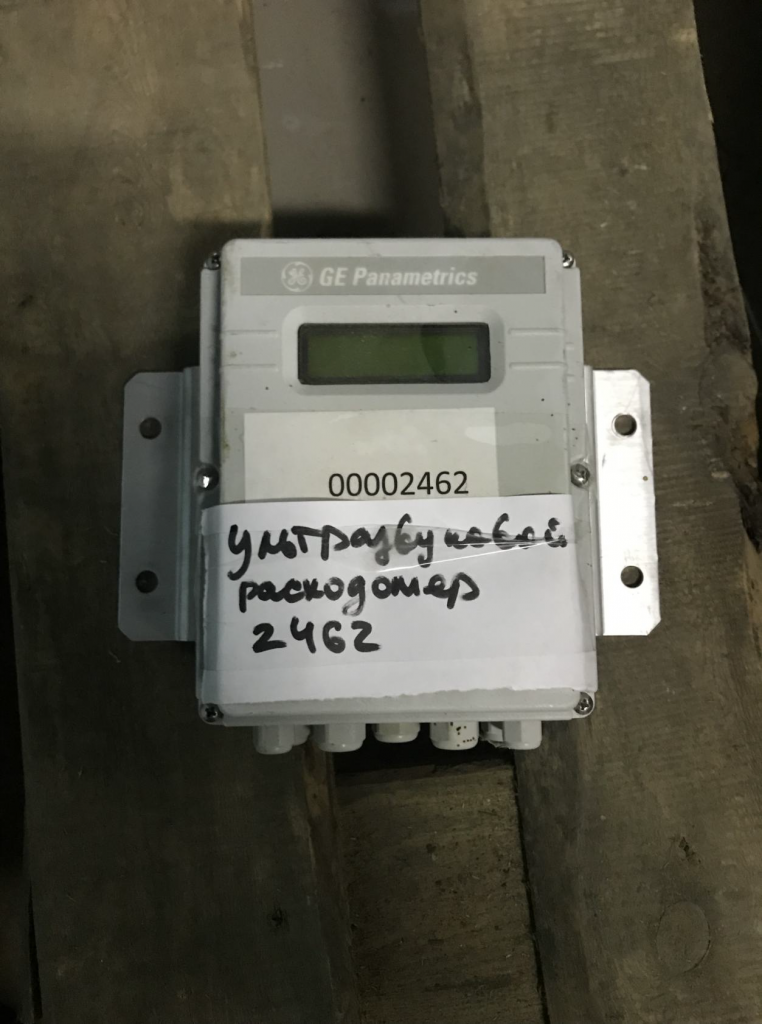 GE Panametrics
00002462
Ультразвуковой
расходомер
2462